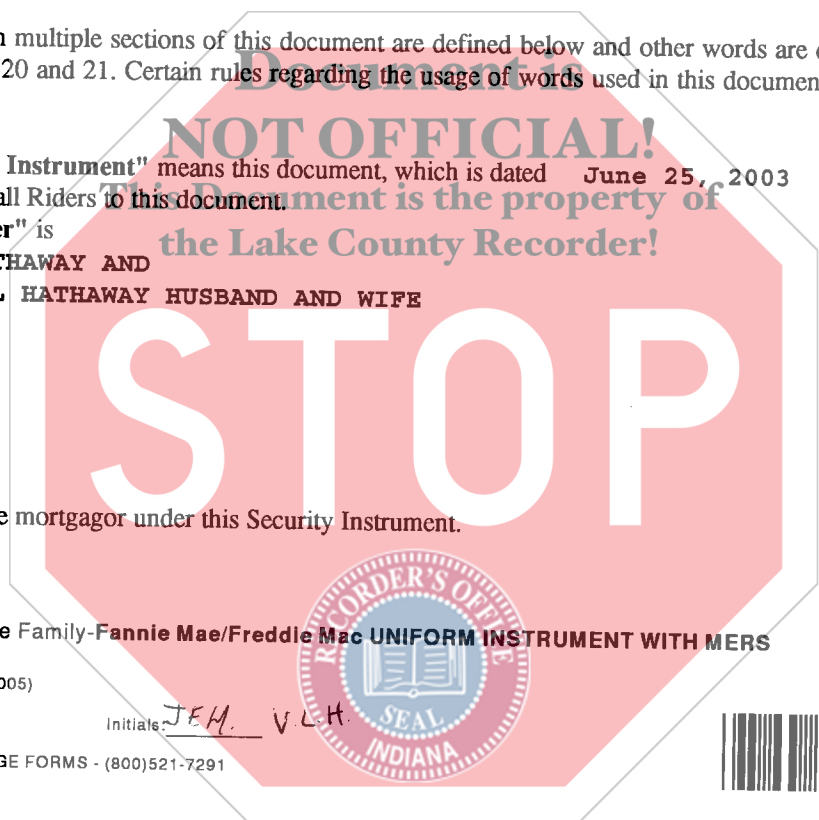 multiple sections of this document are defined below and other words are
20 and 21. Certain rules regarding the usage of words used in this documen
Document is
NOT OFFICIAL!
Instrument" means this document, which is dated June 25, 2003
all Riders to this document.
This Document is the property of
er" is
the Lake County Recorder!
THAWAY AND
HATHAWAY HUSBAND AND WIFE
STOP
e mortgagor under this Security Instrument.
RECORDER'S OFFICE
e Family-Fannie Mae/Freddie Mac UNIFORM INSTRUMENT WITH MERS
005)
Initials: JEH. V.L.H.
SEAL
INDIANA
GE FORMS - (800)521-7291